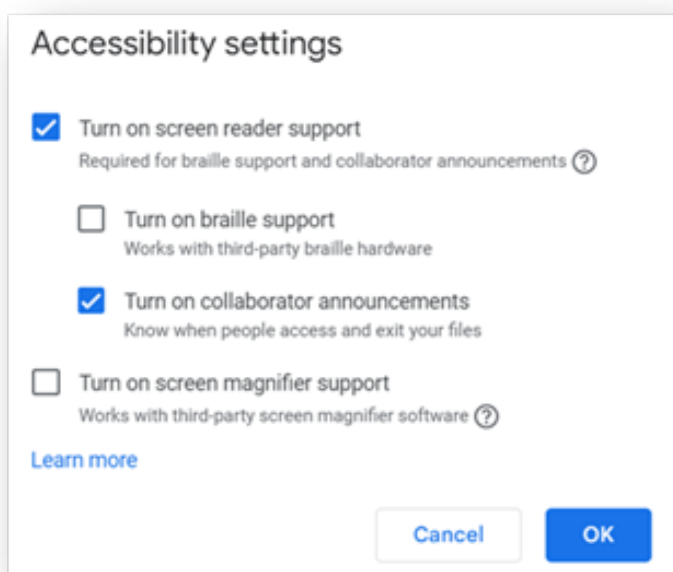 Accessibility settings
Turn on screen reader support
Required for braille support and collaborator announcements ?
Turn on braille support
Works with third-party braille hardware
Turn on collaborator announcements
Know when people access and exit your files
Turn on screen magnifier support
Works with third-party screen magnifier software ?
Learn more
Cancel OK